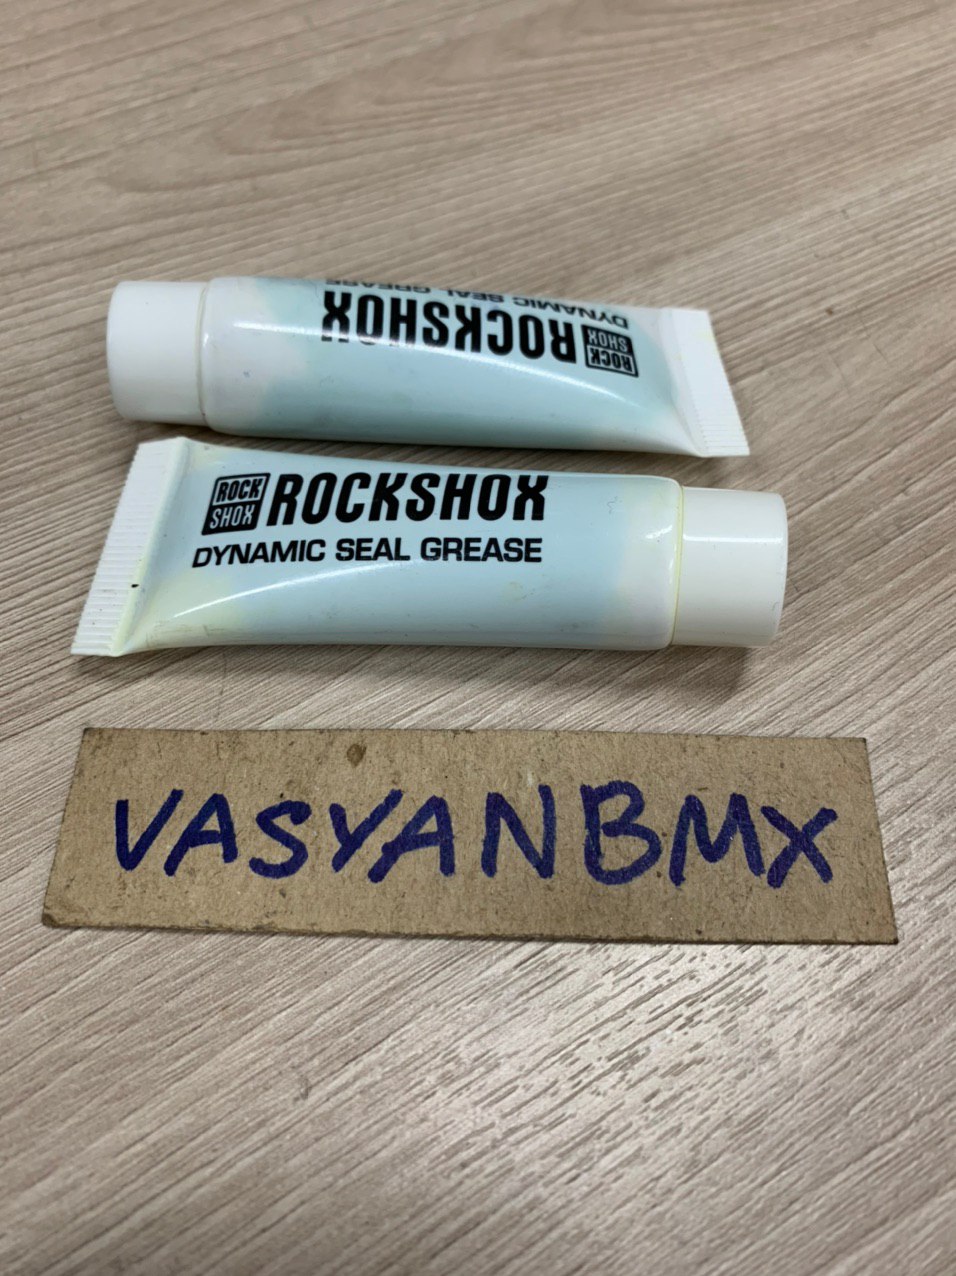 DYNAMIC SEAL GREASE
ROCKSHOX
ROCK
SHOX
ROCK
SHOX
ROCKSHOX
DYNAMIC SEAL GREASE
VASYANBMX